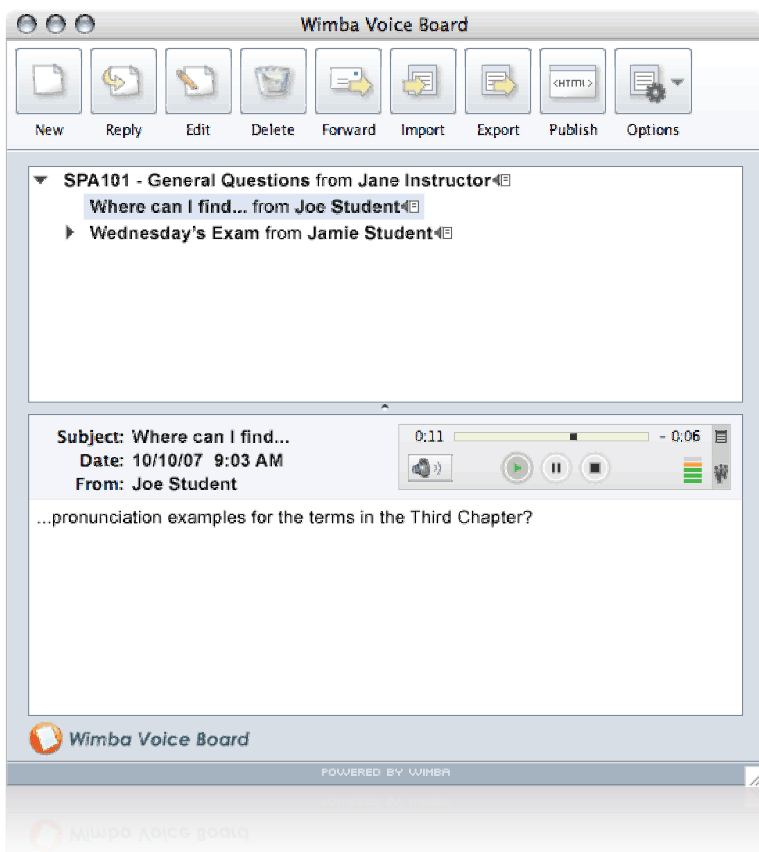 Wimba Voice Board
<HTML>
New Reply Edit Delete Forward Import Export Publish Options
SPA101 - General Questions from Jane Instructor
Where can I find... from Joe Student
Wednesday's Exam from Jamie Student
Subject: Where can I find...
0:11 - 0:06
Date: 10/10/07 9:03 AM
From: Joe Student
...pronunciation examples for the terms in the Third Chapter?
Wimba Voice Board
POWERED BY WIMBA